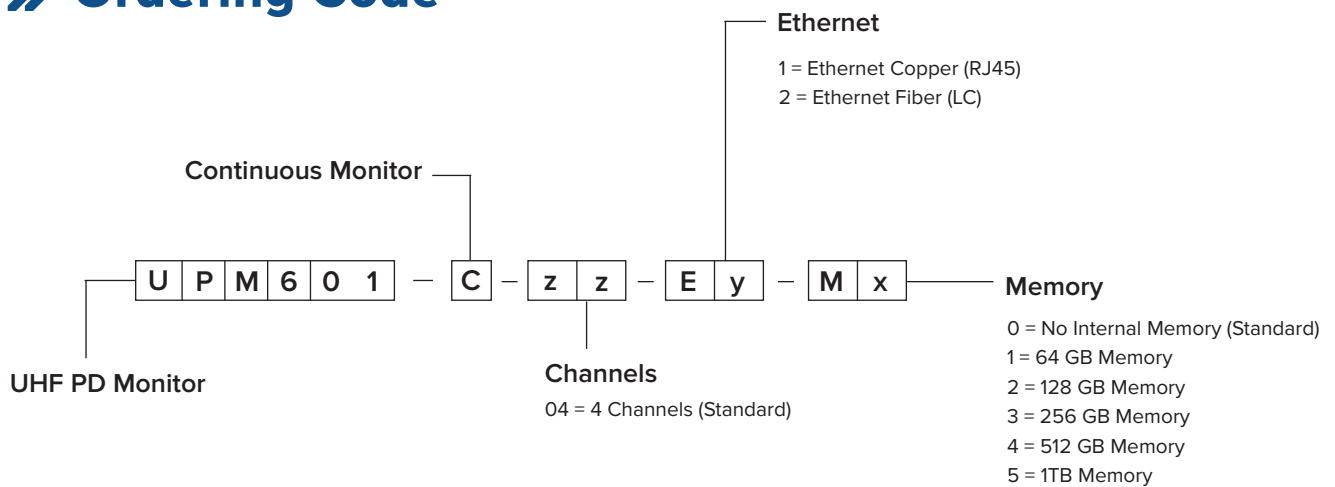 Ordering Code
Ethernet
1 = Ethernet Copper (RJ45)
2 = Ethernet Fiber (LC)
Continuous Monitor
U P M 6 0 1 – C – z z – E y – M x
Memory
0 = No Internal Memory (Standard)
1 = 64 GB Memory
2 = 128 GB Memory
3 = 256 GB Memory
4 = 512 GB Memory
5 = 1TB Memory
Channels
04 = 4 Channels (Standard)
UHF PD Monitor